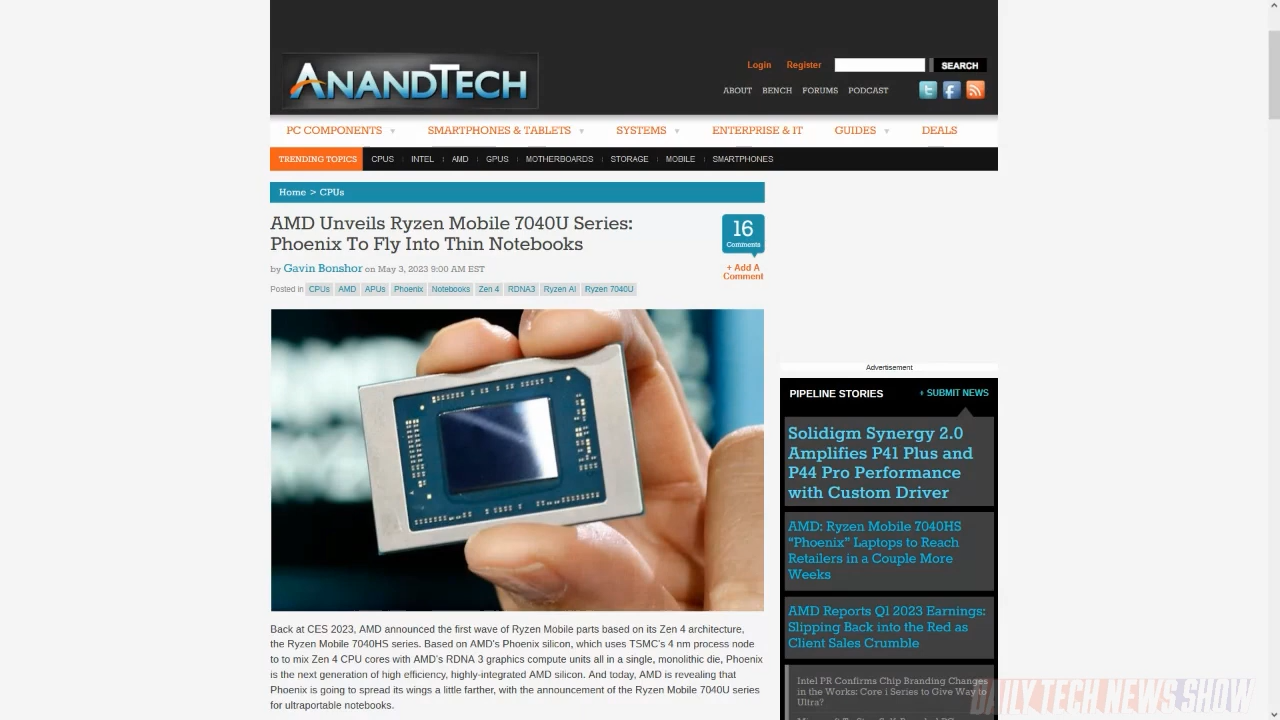 ANANDTECH
Login Register SEARCH
ABOUT BENCH FORUMS PODCAST
PC COMPONENTS SMARTPHONES & TABLETS SYSTEMS ENTERPRISE & IT GUIDES DEALS
TRENDING TOPICS CPUS INTEL AMD GPUS MOTHERBOARDS STORAGE MOBILE SMARTPHONES
Home > CPUs
AMD Unveils Ryzen Mobile 7040U Series:
Phoenix To Fly Into Thin Notebooks
by Gavin Bonshor on May 3, 2023 9:00 AM EST
Posted in CPUs AMD APUs Phoenix Notebooks Zen 4 RDNA3 Ryzen AI Ryzen 7040U
16
Comments
+ Add A
Comment
Back at CES 2023, AMD announced the first wave of Ryzen Mobile parts based on its Zen 4 architecture,
the Ryzen Mobile 7040HS series. Based on AMD's Phoenix silicon, which uses TSMC's 4 nm process node
to to mix Zen 4 CPU cores with AMD's RDNA 3 graphics compute units all in a single, monolithic die, Phoenix
is the next generation of high efficiency, highly-integrated AMD silicon. And today, AMD is revealing that
Phoenix is going to spread its wings a little farther, with the announcement of the Ryzen Mobile 7040U series
for ultraportable notebooks.
Advertisement
PIPELINE STORIES + SUBMIT NEWS
Solidigm Synergy 2.0
Amplifies P41 Plus and
P44 Pro Performance
with Custom Driver
AMD: Ryzen Mobile 7040HS
“Phoenix” Laptops to Reach
Retailers in a Couple More
Weeks
AMD Reports Q1 2023 Earnings:
Slipping Back into the Red as
Client Sales Crumble
Intel PR Confirms Chip Branding Changes
in the Works: Core i Series to Give Way to
Ultra?
DAILY TECH NEWS SHOW